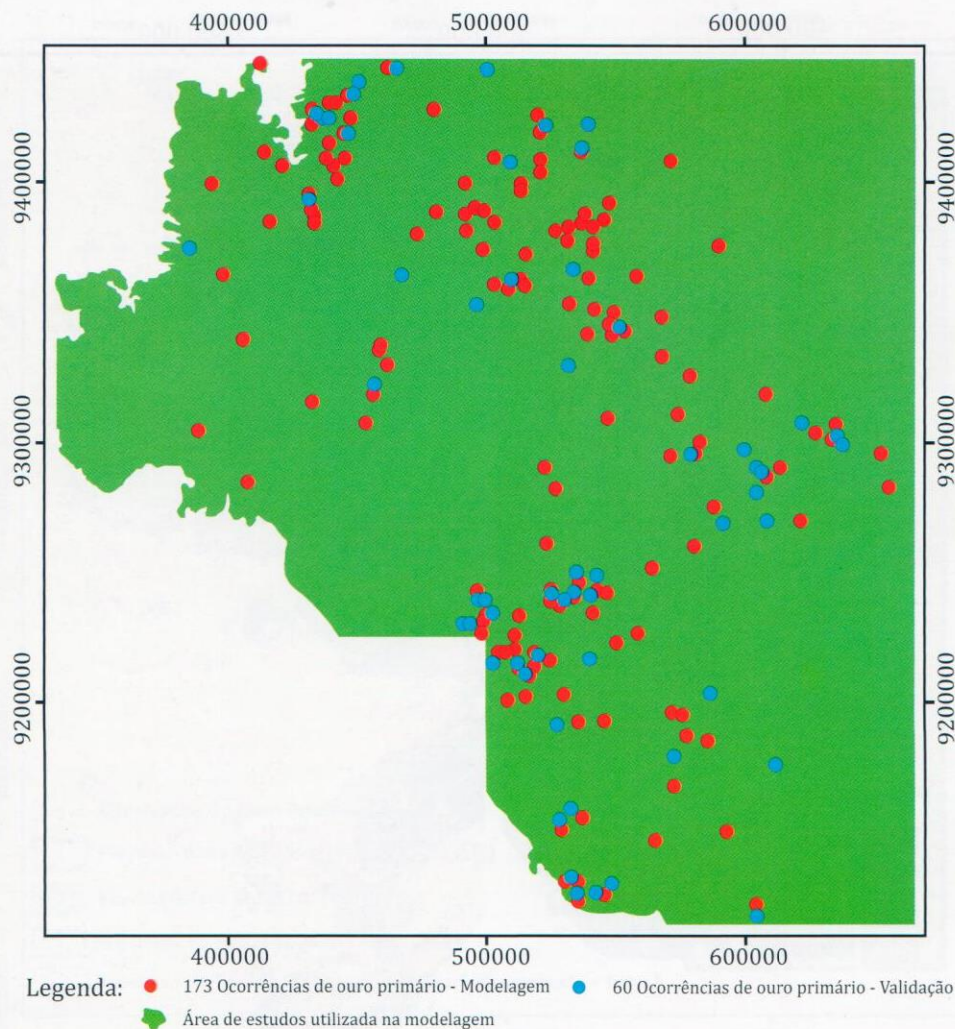 400000 500000 600000
9400000 9400000
9300000 9300000
9200000 9200000
400000 500000 600000
Legenda: 173 Ocorrências de ouro primário - Modelagem 60 Ocorrências de ouro primário - Validação
Área de estudos utilizada na modelagem